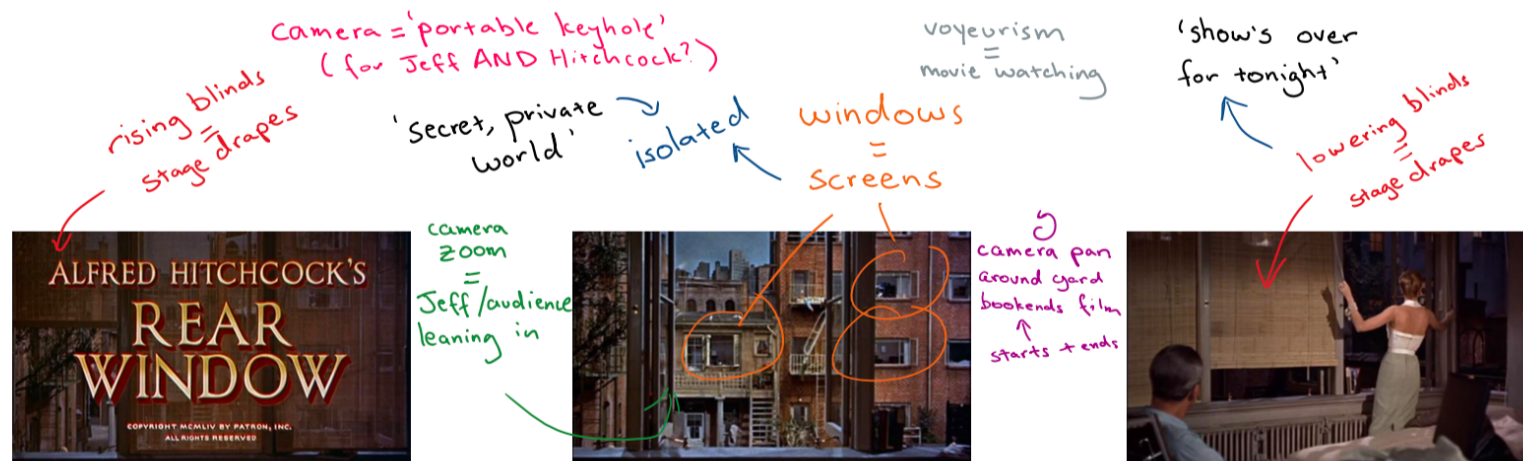 camera = 'portable keyhole'
(for Jeff AND Hitchcock?)
rising blinds
=
stage drapes
'secret, private
world'
isolated
voyeurism
=
movie watching
windows
=
screens
'show's over
for tonight'
lowering blinds
=
stage drapes
ALFRED HITCHCOCK'S
REAR
WINDOW
COPYRIGHT MCMLIV BY PATRON, INC.
ALL RIGHTS RESERVED
camera
zoom
=
Jeff/audience
leaning in
camera pan
around yard
bookends film
starts + ends